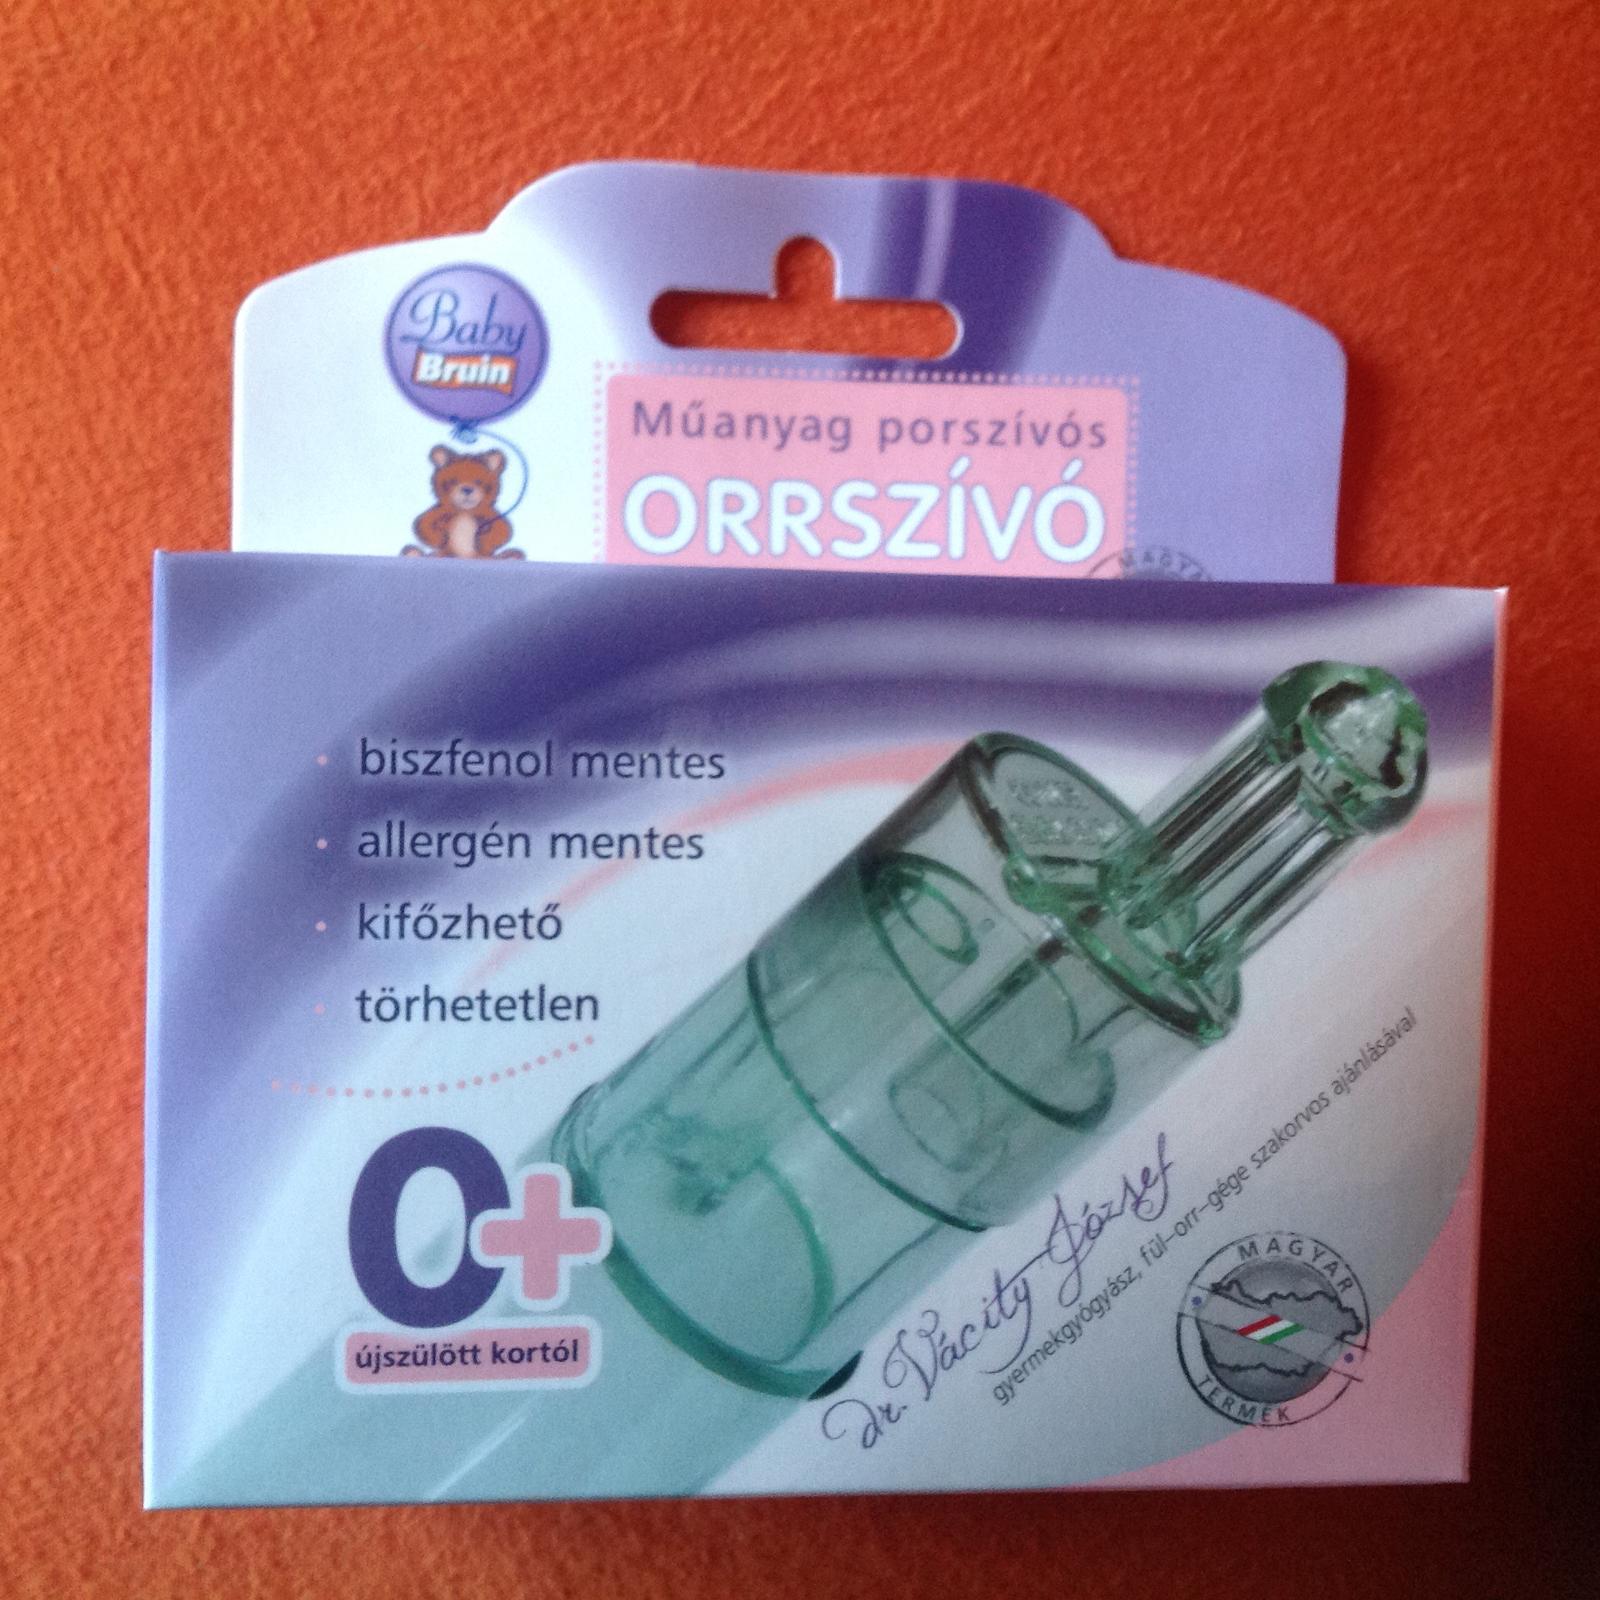 Baby
Bruin
Műanyag porszívós
ORRSZÍVÓ
MAGYA
biszfenol mentes
allergén mentes
kifőzhető
törhetetlen
0+
újszülött kortól
Dr. Vácity József
gyermekgyógyász, fül-orr-gége szakorvos ajánlásával
MAGYAR
TERMÉK